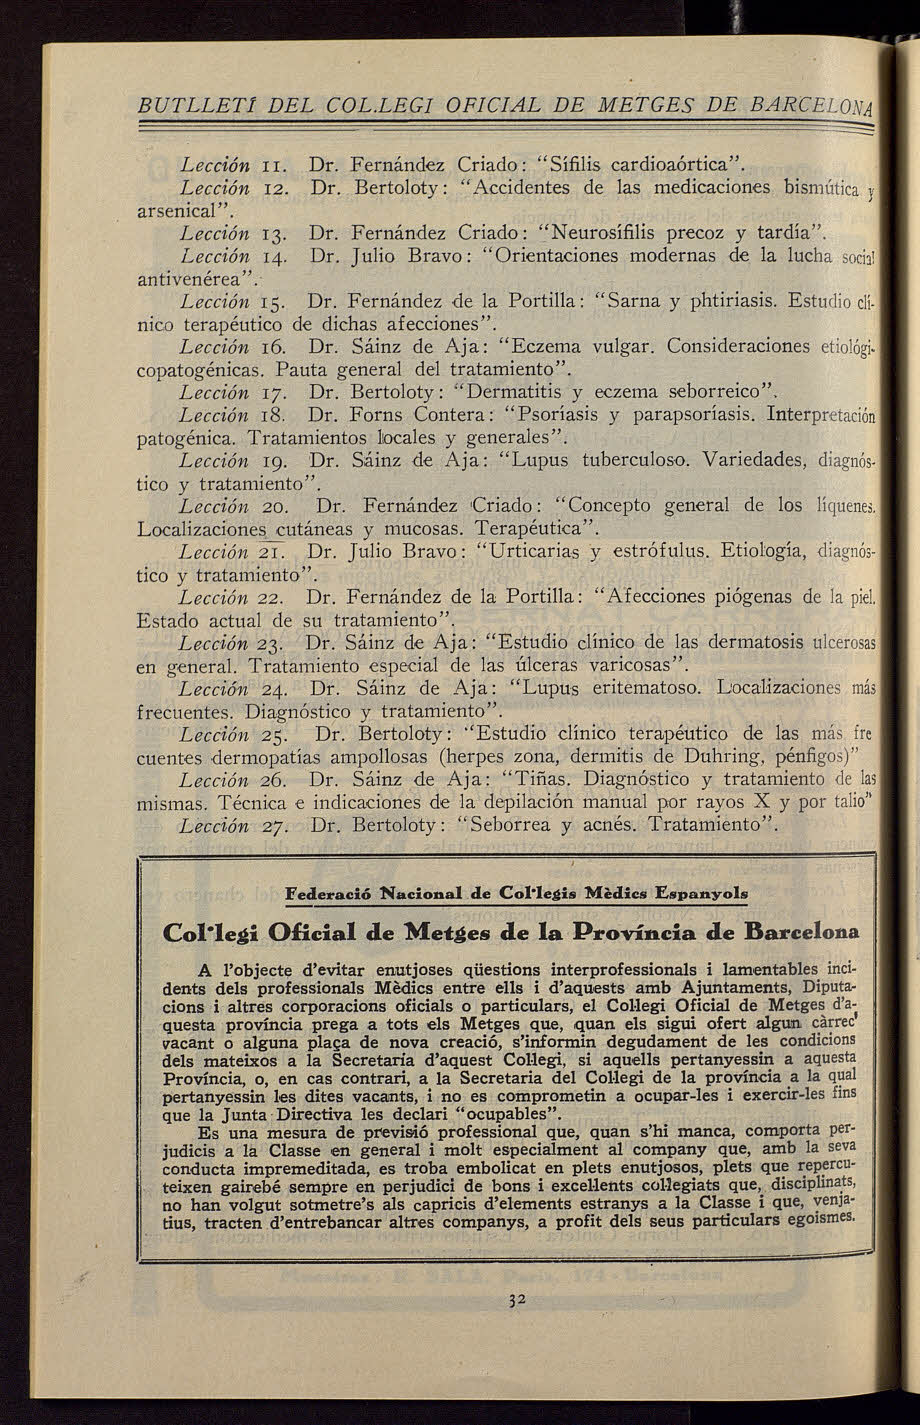 BUTLLETÍ DEL COL.LEGI OFICIAL DE METGES DE BARCELONA
Lección 11. Dr. Fernández Criado: “Sífilis cardioaórtica”.
Lección 12. Dr. Bertoloty: “Accidentes de las medicaciones bismútica y
arsenical”.
Lección 13. Dr. Fernández Criado: “Neurosífilis precoz y tardía”.
Lección 14. Dr. Julio Bravo: “Orientaciones modernas de la lucha social
antivenérea”.
Lección 15. Dr. Fernández de la Portilla: “Sarna y phtiriasis. Estudio clí-
nico terapéutico de dichas afecciones”.
Lección 16. Dr. Sáinz de Aja: “Eczema vulgar. Consideraciones etiológi-
copatogénicas. Pauta general del tratamiento”.
Lección 17. Dr. Bertoloty: “Dermatitis y eczema seborreico”.
Lección 18. Dr. Forns Contera: “Psoríasis y parapsoríasis. Interpretación
patogénica. Tratamientos locales y generales”.
Lección 19. Dr. Sáinz de Aja: “Lupus tuberculoso. Variedades, diagnós-
tico y tratamiento”.
Lección 20. Dr. Fernández Criado: “Concepto general de los líquenes.
Localizaciones cutáneas y mucosas. Terapéutica”.
Lección 21. Dr. Julio Bravo: “Urticarias y estrófulus. Etiología, diagnós-
tico y tratamiento”.
Lección 22. Dr. Fernández de la Portilla: “Afecciones piógenas de la piel.
Estado actual de su tratamiento”.
Lección 23. Dr. Sáinz de Aja: “Estudio clínico de las dermatosis ulcerosas
en general. Tratamiento especial de las úlceras varicosas”.
Lección 24. Dr. Sáinz de Aja: “Lupus eritematoso. Localizaciones más
frecuentes. Diagnóstico y tratamiento”.
Lección 25. Dr. Bertoloty: “Estudio clínico terapéutico de las más fre
cuentes dermopatías ampollosas (herpes zona, dermitis de Duhring, pénfigos)”
Lección 26. Dr. Sáinz de Aja: “Tiñas. Diagnóstico y tratamiento de las
mismas. Técnica e indicaciones de la depilación manual por rayos X y por talio”
Lección 27. Dr. Bertoloty: “Seborrea y acnés. Tratamiento”.
Federació Nacional de Col·legis Mèdics Espanyols
Col·legi Oficial de Metges de la Província de Barcelona
A l’objecte d’evitar enutjoses qüestions interprofessionals i lamentables inci-
dents dels professionals Mèdics entre ells i d’aquests amb Ajuntaments, Diputa-
cions i altres corporacions oficials o particulars, el Col·legi Oficial de Metges d’a-
questa província prega a tots els Metges que, quan els sigui ofert algun càrrec
vacant o alguna plaça de nova creació, s’informin degudament de les condicions
dels mateixos a la Secretaría d’aquest Col·legi, si aquells pertanyessin a aquesta
Província, o, en cas contrari, a la Secretaria del Col·legi de la província a la qual
pertanyessin les dites vacants, i no es comprometin a ocupar-les i exercir-les fins
que la Junta Directiva les declari “ocupables”.
Es una mesura de previsió professional que, quan s’hi manca, comporta per-
judicis a la Classe en general i molt especialment al company que, amb la seva
conducta impremeditada, es troba embolicat en plets enutjosos, plets que repercu-
teixen gairebé sempre en perjudici de bons i excel·lents col·legiats que, disciplinats,
no han volgut sotmetre’s als capricis d’elements estranys a la Classe i que, venja-
tius, tracten d’entrebancar altres companys, a profit dels seus particulars egoismes.
32